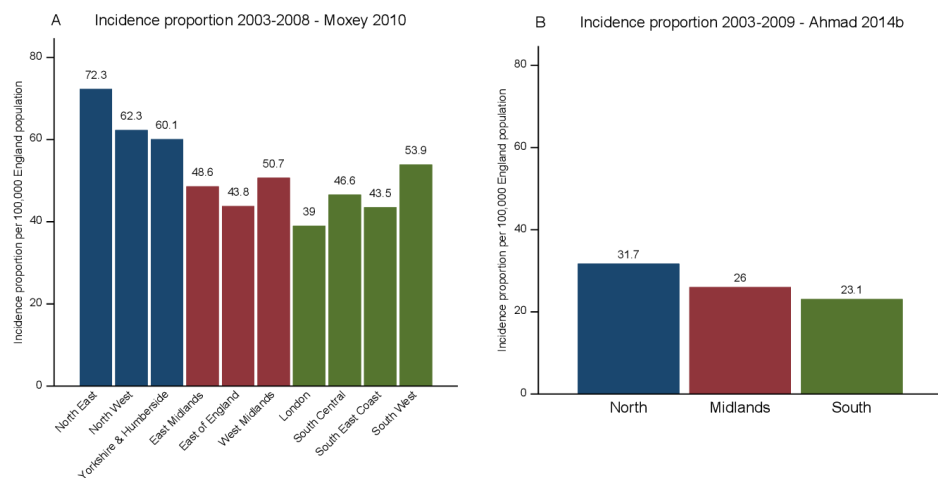 A Incidence proportion 2003-2008 - Moxey 2010
Incidence proportion per 100,000 England population
80
60
40
20
0
72.3
62.3
60.1
48.6
43.8
50.7
39
46.6
43.5
53.9
North East
North West
Yorkshire & Humberside
East Midlands
East of England
West Midlands
London
South Central
South East Coast
South West
B Incidence proportion 2003-2009 - Ahmad 2014b
Incidence proportion per 100,000 England population
80
60
40
20
0
31.7
26
23.1
North
Midlands
South